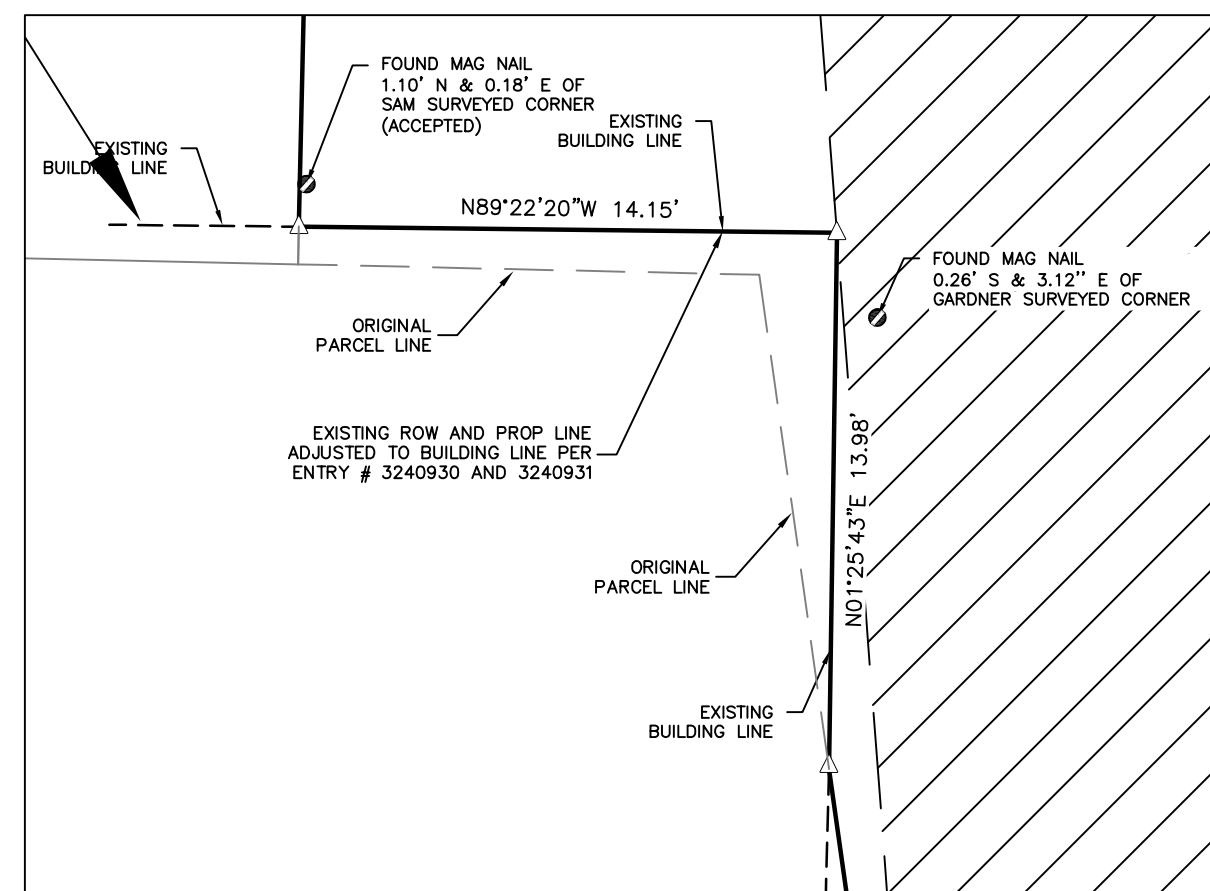 FOUND MAG NAIL
1.10' N & 0.18' E OF
SAM SURVEYED CORNER
(ACCEPTED)
EXISTING
BUILDING LINE
EXISTING
BUILDING LINE
N89°22'20"W 14.15'
FOUND MAG NAIL
0.26' S & 3.12'' E OF
GARDNER SURVEYED CORNER
ORIGINAL
PARCEL LINE
EXISTING ROW AND PROP LINE
ADJUSTED TO BUILDING LINE PER
ENTRY # 3240930 AND 3240931
N01°25'43"E 13.98'
ORIGINAL
PARCEL LINE
EXISTING
BUILDING LINE